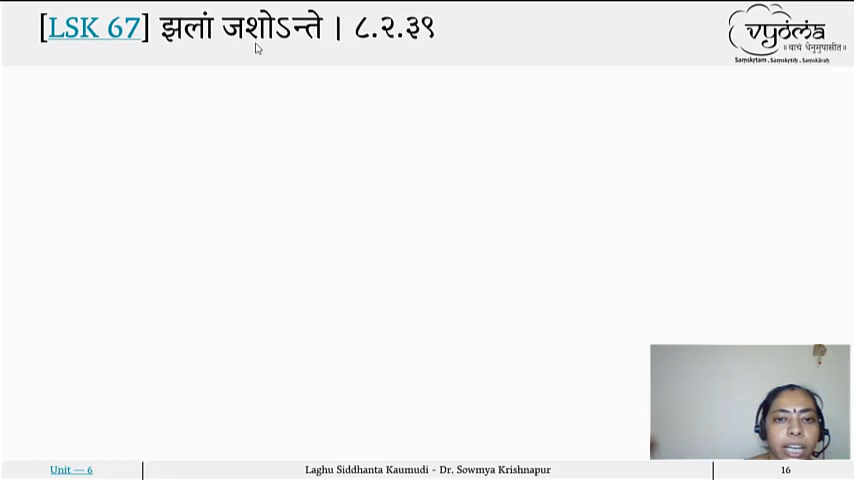 [LSK 67] झलां जशोऽन्ते । ८.२.३९
vyoma
॥ वाचं धेनुमुपासीत॥
Saṃskṛtam . Saṃskṛtiḥ . Saṃskāraḥ
Unit — 6
Laghu Siddhanta Kaumudi - Dr. Sowmya Krishnapur
16